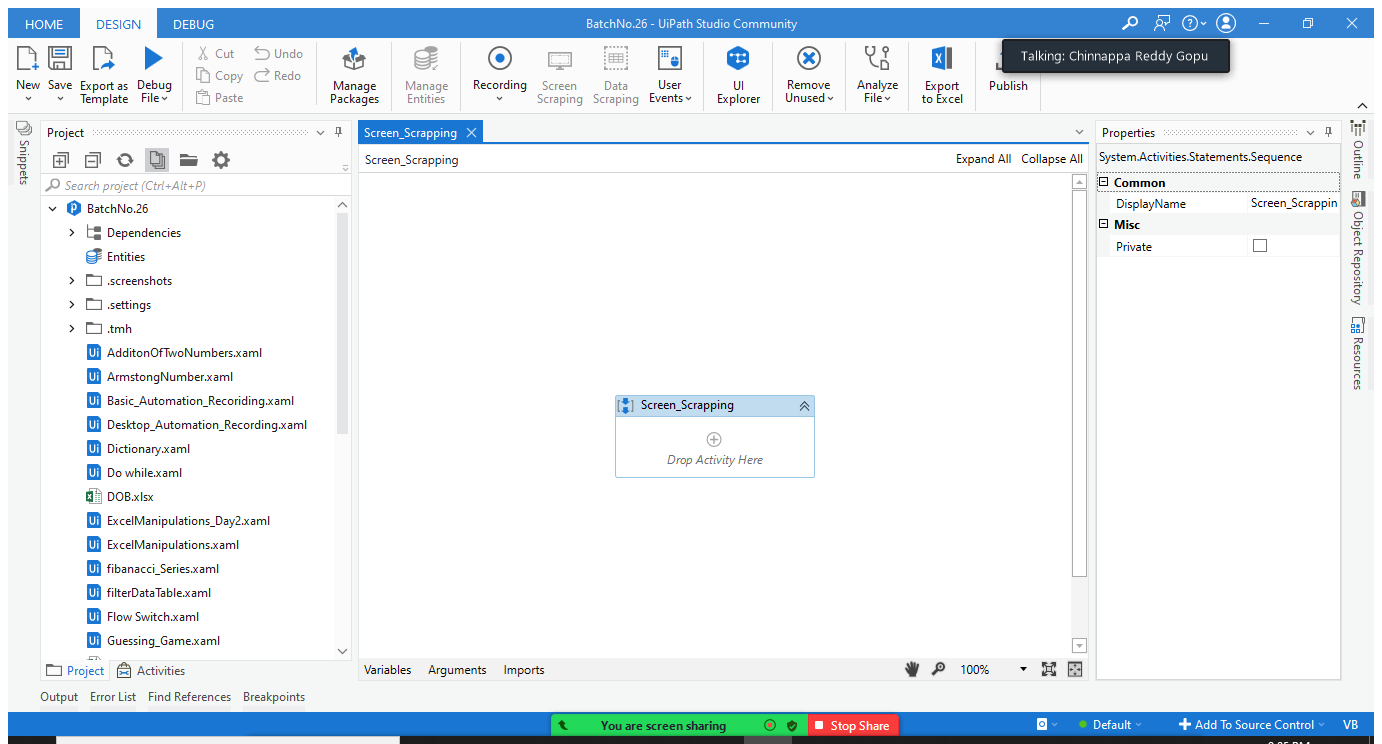 HOME DESIGN DEBUG BatchNo.26 - UiPath Studio Community
Talking: Chinnappa Reddy Gopu
New Save Export as Template Debug File
Cut Copy Paste Undo Redo
Manage Packages Manage Entities Recording Screen Scraping Data Scraping User Events UI Explorer Remove Unused Analyze File Export to Excel Publish
Snippets
Project
Search project (Ctrl+Alt+P)
BatchNo.26
Dependencies
Entities
.screenshots
.settings
.tmh
AdditonOfTwoNumbers.xaml
ArmstongNumber.xaml
Basic_Automation_Recoriding.xaml
Desktop_Automation_Recording.xaml
Dictionary.xaml
Do while.xaml
DOB.xlsx
ExcelManipulations_Day2.xaml
ExcelManipulations.xaml
fibanacci_Series.xaml
filterDataTable.xaml
Flow Switch.xaml
Guessing_Game.xaml
Project Activities
Screen_Scrapping
Screen_Scrapping Expand All Collapse All
Screen_Scrapping
Drop Activity Here
Variables Arguments Imports 100%
Properties
System.Activities.Statements.Sequence
Common
DisplayName Screen_Scrappin
Misc
Private
Outline
Object Repository
Resources
Output Error List Find References Breakpoints
You are screen sharing Stop Share
Default Add To Source Control VB